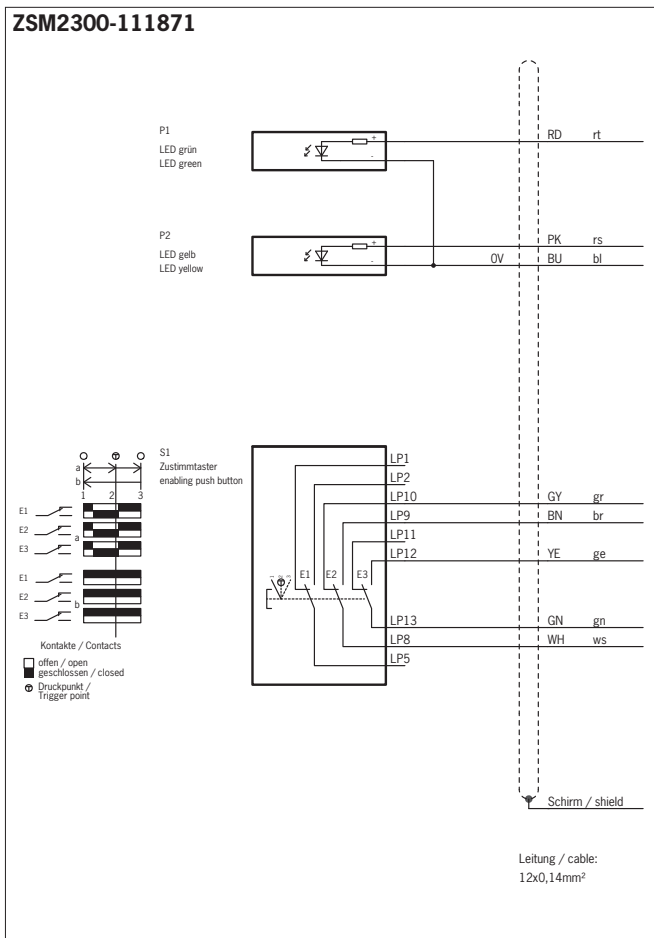 ZSM2300-111871
P1
LED grün
LED green
+
-
RD rt
P2
LED gelb
LED yellow
+
-
PK rs
0V BU bl
S1
Zustimmtaster
enabling push button
a
b
1 2 3
E1
E2
a
E3
E1
E2
b
E3
Kontakte / Contacts
offen / open
geschlossen / closed
Druckpunkt /
Trigger point
LP1
LP2
LP10 GY gr
LP9 BN br
LP11
LP12 YE ge
1 2 3
E1 E2 E3
LP13 GN gn
LP8 WH ws
LP5
Schirm / shield
Leitung / cable:
12x0,14mm²